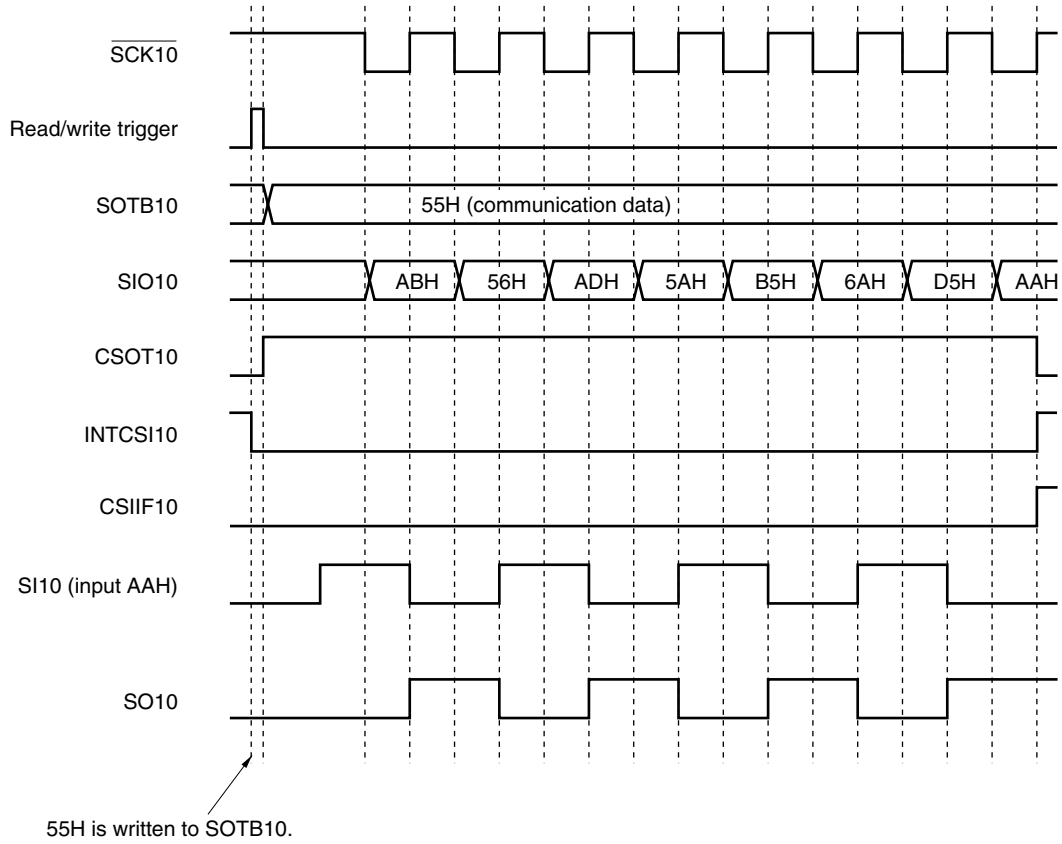 SCK10
Read/write trigger
SOTB10 55H (communication data)
SIO10 ABH 56H ADH 5AH B5H 6AH D5H AAH
CSOT10
INTCSI10
CSIIF10
SI10 (input AAH)
SO10
55H is written to SOTB10.